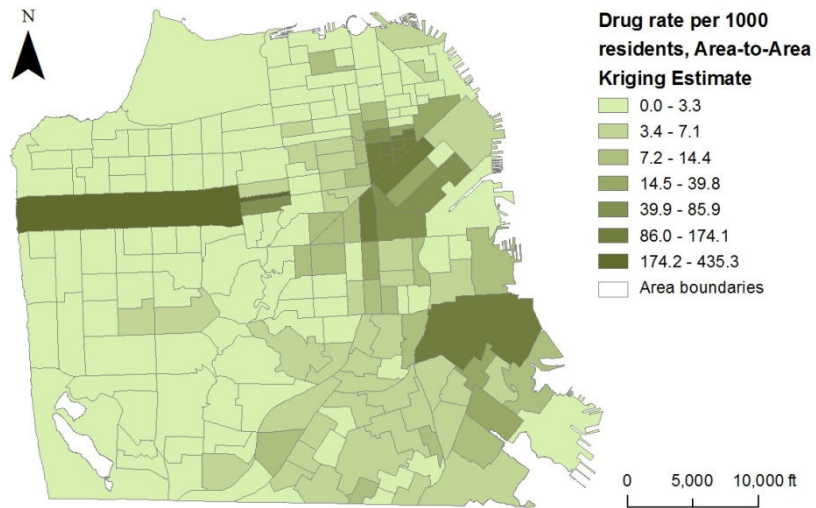 N
Drug rate per 1000
residents, Area-to-Area
Kriging Estimate
0.0 - 3.3
3.4 - 7.1
7.2 - 14.4
14.5 - 39.8
39.9 - 85.9
86.0 - 174.1
174.2 - 435.3
Area boundaries
0 5,000 10,000 ft